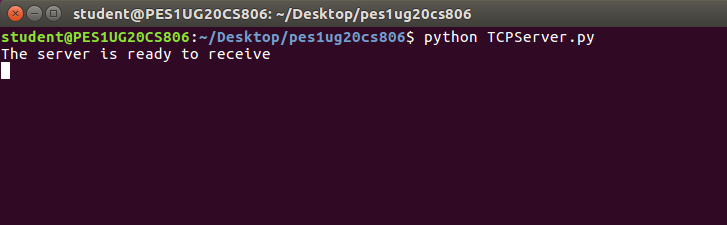 student@PES1UG20CS806: ~/Desktop/pes1ug20cs806
student@PES1UG20CS806:~/Desktop/pes1ug20cs806$ python TCPServer.py
The server is ready to receive